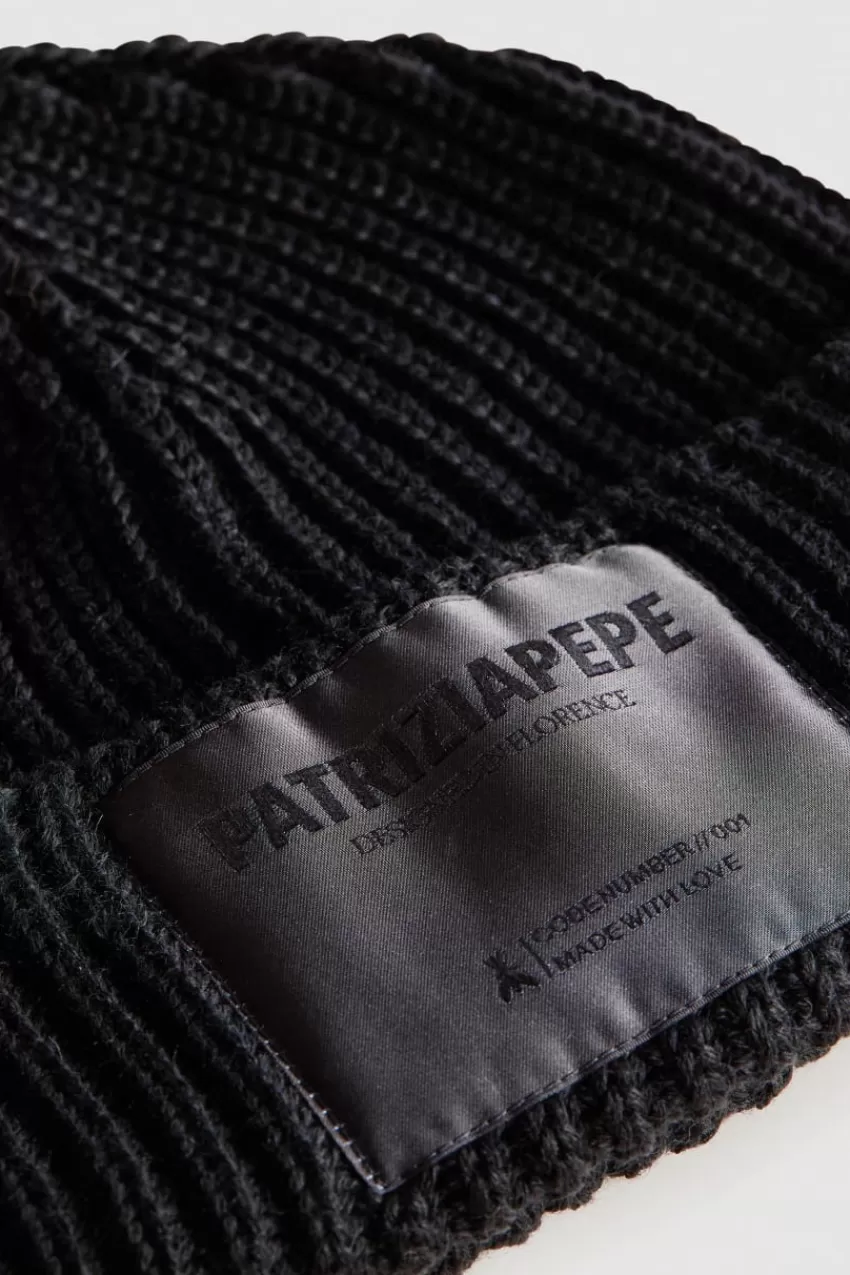 PATRIZIAPEPE
DESIGNED IN FLORENCE
CODENUMBER//001
MADE WITH LOVE